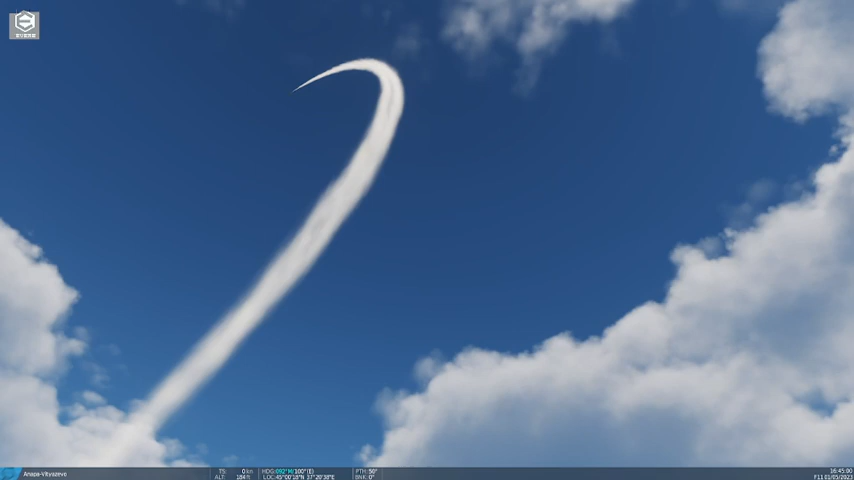 Anapa-Vityazevo
TS: 0 kn
ALT: 184 ft
HDG: 092°M/100°(E)
LOC: 45°00'18"N 37°20'38"E
PTH: 50°
BNK: 0°
16:45:00
F11 01/05/2023